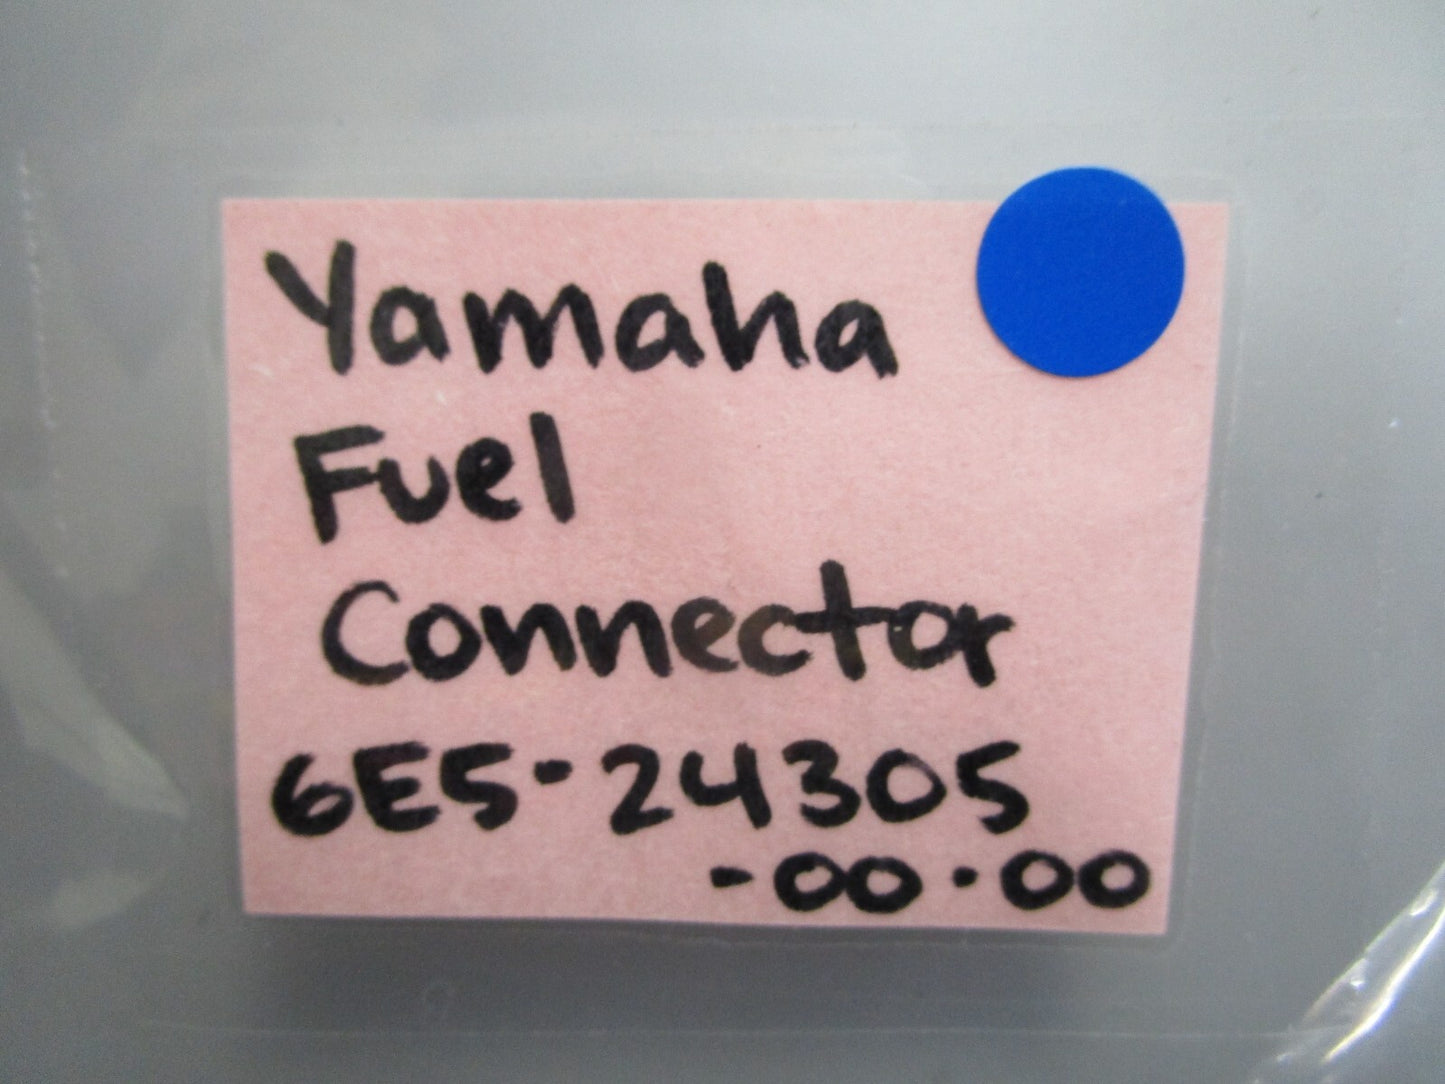 Yamaha
Fuel
Connector
6E5-24305
-00-00